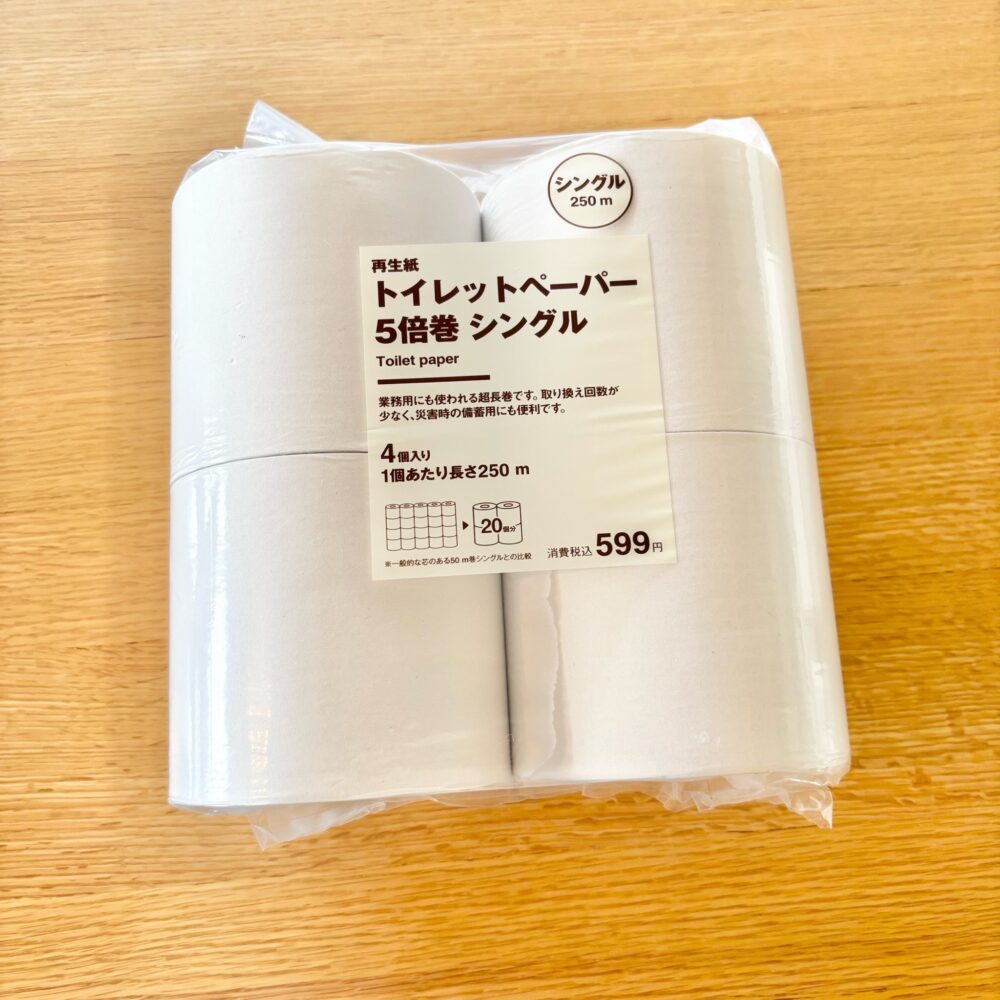 シングル
250 m
再生紙
トイレットペーパー
5倍巻 シングル
Toilet paper
業務用にも使われる超長巻です。取り換え回数が
少なく、災害時の備蓄用にも便利です。
4個入り
1個あたり長さ250 m
20個分
※一般的な芯のある50 m巻シングルとの比較
消費税込599円